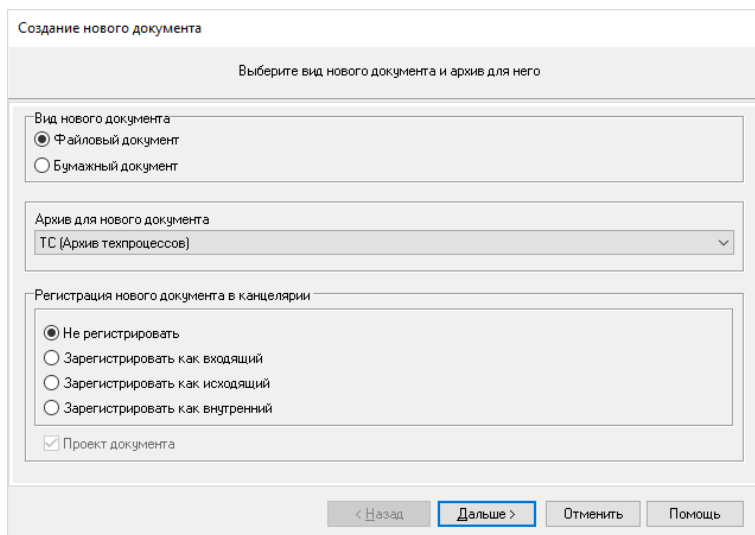 Создание нового документа
Выберите вид нового документа и архив для него
Вид нового документа
Файловый документ
Бумажный документ
Архив для нового документа
ТС (Архив техпроцессов)
Регистрация нового документа в канцелярии
Не регистрировать
Зарегистрировать как входящий
Зарегистрировать как исходящий
Зарегистрировать как внутренний
Проект документа
< Назад Дальше > Отменить Помощь